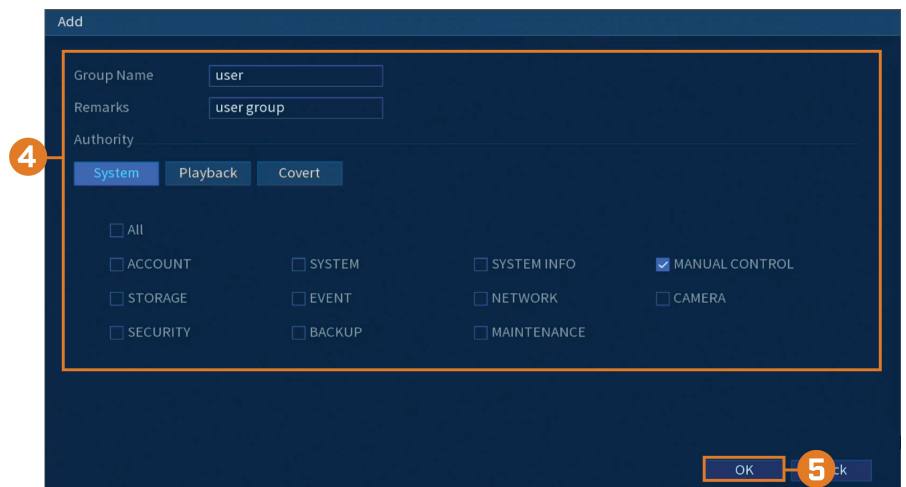 Add
Group Name user
Remarks user group
Authority
4
System Playback Covert
All
ACCOUNT SYSTEM SYSTEM INFO MANUAL CONTROL
STORAGE EVENT NETWORK CAMERA
SECURITY BACKUP MAINTENANCE
OK 5